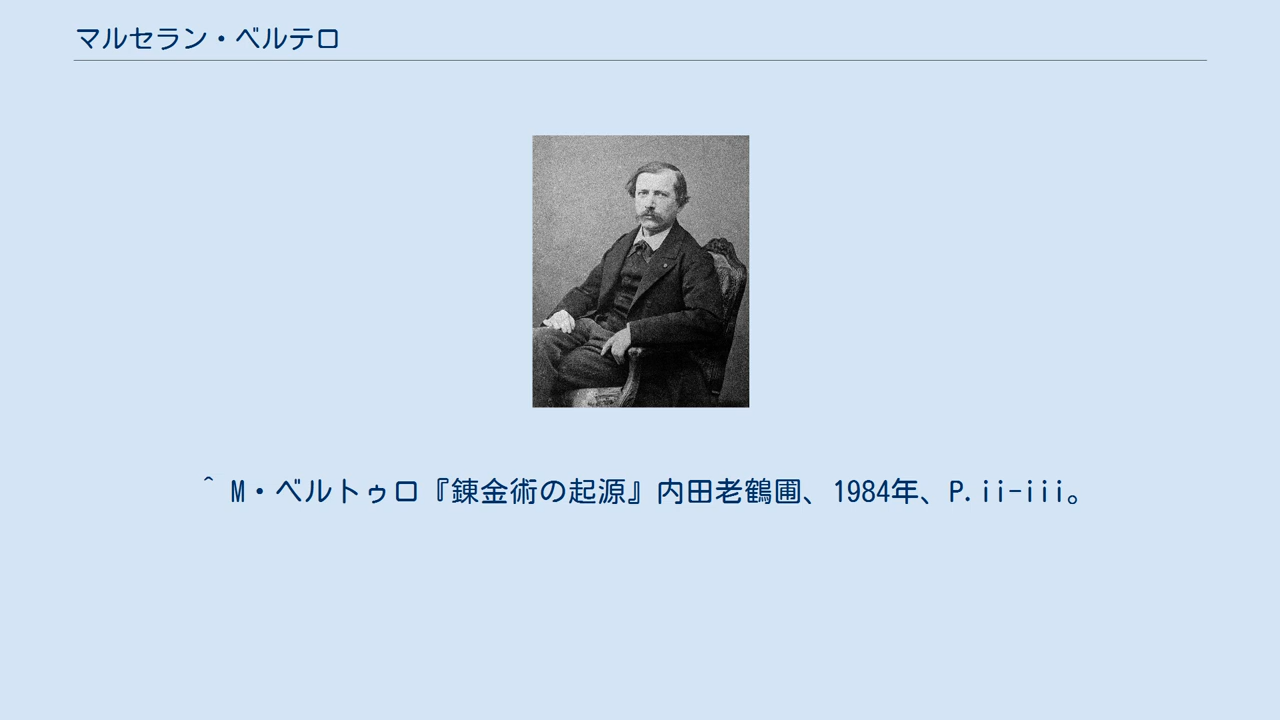 マルセラン・ベルテロ
^ M・ベルトゥロ『錬金術の起源』内田老鶴圃、1984年、P.ii-iii。